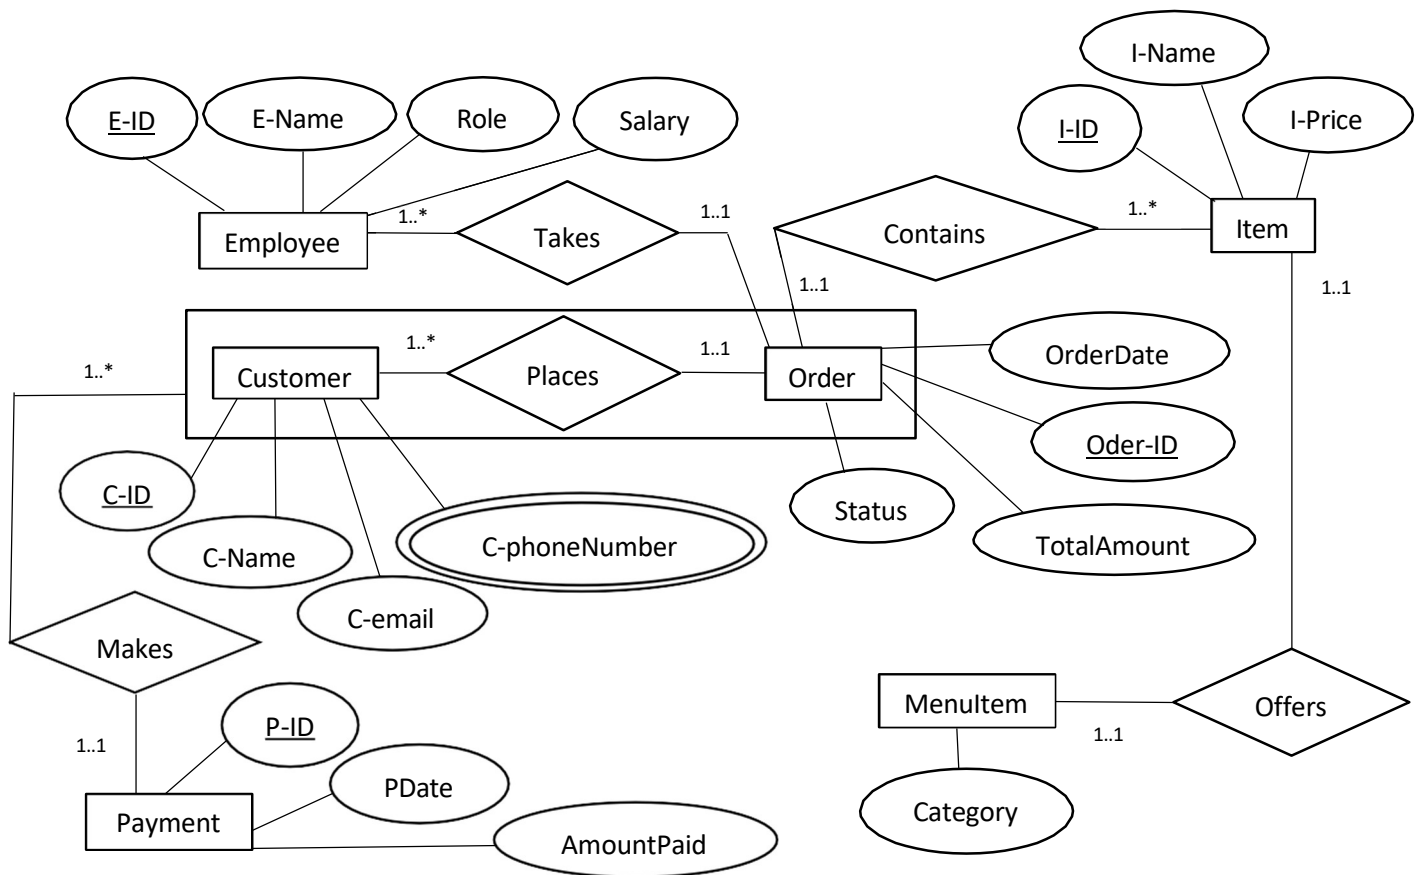 I-Name
E-ID
E-Name
Role
Salary
I-ID
I-Price
1..*
1..1
1..*
Employee
Takes
Contains
Item
1..1
1..1
1..*
1..*
1..1
Customer
Places
Order
OrderDate
Oder-ID
C-ID
C-Name
C-phoneNumber
Status
TotalAmount
C-email
Makes
MenuItem
Offers
P-ID
1..1
1..1
PDate
Payment
Category
AmountPaid